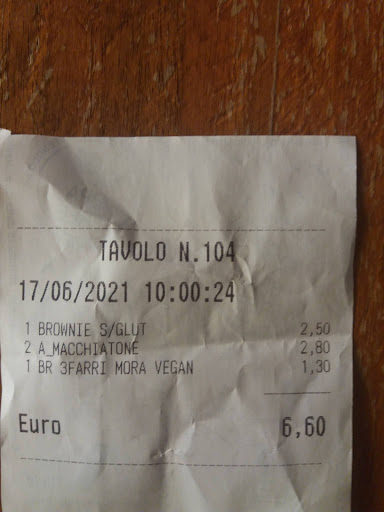 TAVOLO N.104
17/06/2021 10:00:24
1 BROWNIE S/GLUT 2,50
2 A_MACCHIATONE 2,80
1 BR 3FARRI MORA VEGAN 1,30
Euro 6,60